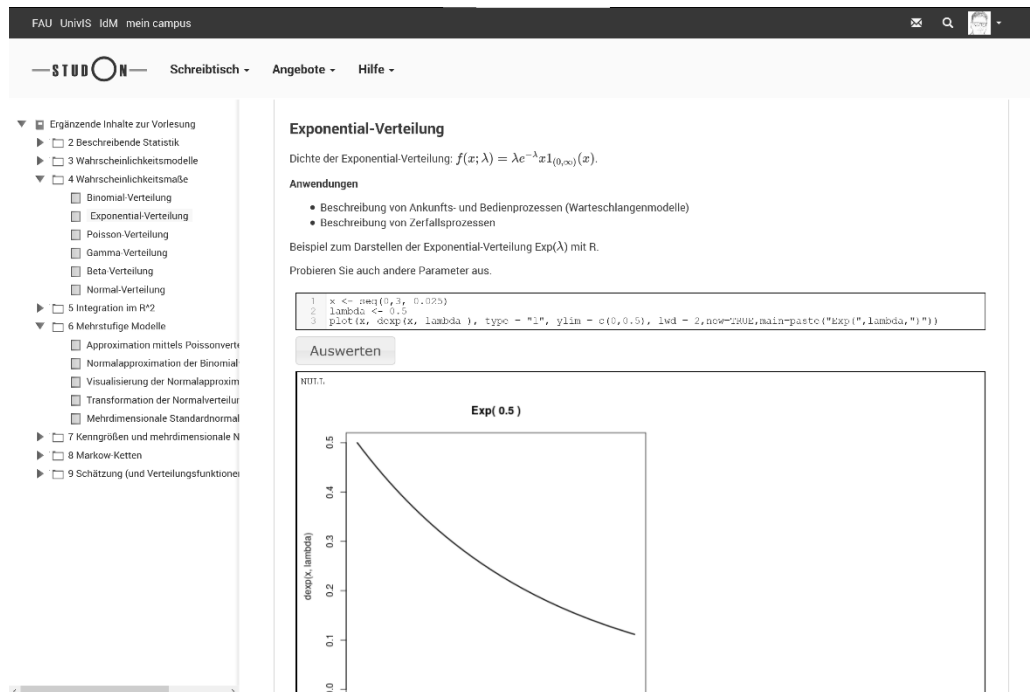 FAU UnivIS IdM mein campus
STUDON Schreibtisch Angebote Hilfe
Ergänzende Inhalte zur Vorlesung
2 Beschreibende Statistik
3 Wahrscheinlichkeitsmodelle
4 Wahrscheinlichkeitsmaße
Binomial-Verteilung
Exponential-Verteilung
Poisson-Verteilung
Gamma-Verteilung
Beta-Verteilung
Normal-Verteilung
5 Integration im R^2
6 Mehrstufige Modelle
Approximation mittels Poissonverte
Normalapproximation der Binomial
Visualisierung der Normalapproxim
Transformation der Normalverteilur
Mehrdimensionale Standardnormal
7 Kenngrößen und mehrdimensionale N
8 Markow-Ketten
9 Schätzung (und Verteilungsfunktionen
Exponential-Verteilung
Dichte der Exponential-Verteilung: f(x; λ) = λe^{−λ}x1_{(0,∞)}(x).
Anwendungen
• Beschreibung von Ankunfts- und Bedienprozessen (Warteschlangenmodelle)
• Beschreibung von Zerfallsprozessen
Beispiel zum Darstellen der Exponential-Verteilung Exp(λ) mit R.
Probieren Sie auch andere Parameter aus.
1 x <- seq(0,3, 0.025)
2 lambda <- 0.5
3 plot(x, dexp(x, lambda ), type = "l", ylim = c(0,0.5), lwd = 2,new=TRUE,main=paste("Exp(",lambda,")"))
Auswerten
NULL
Exp( 0.5 )
dexp(x, lambda)
0.5
0.4
0.3
0.2
0.1
0.0